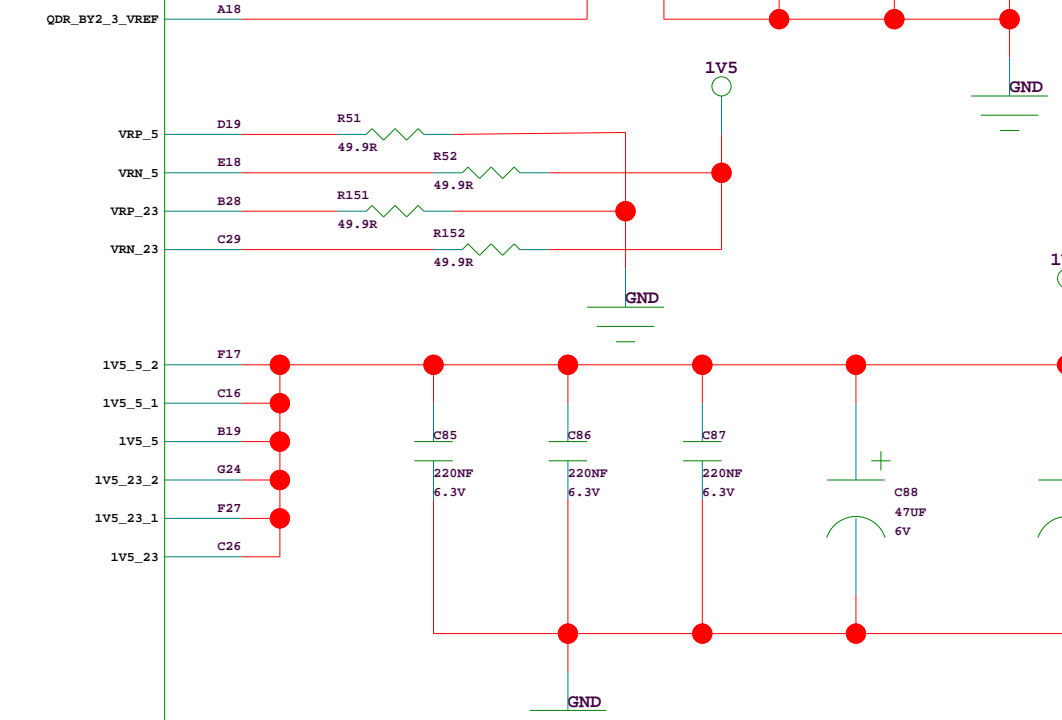 QDR_BY2_3_VREF A18
1V5
GND
VRP_5 D19 R51
49.9R
VRN_5 E18 R52
49.9R
VRP_23 B28 R151
49.9R
VRN_23 C29 R152
49.9R
GND
1V5_5_2 F17
1V5_5_1 C16
1V5_5 B19
1V5_23_2 G24
1V5_23_1 F27
1V5_23 C26
C85
220NF
6.3V
C86
220NF
6.3V
C87
220NF
6.3V
C88
47UF
6V
GND